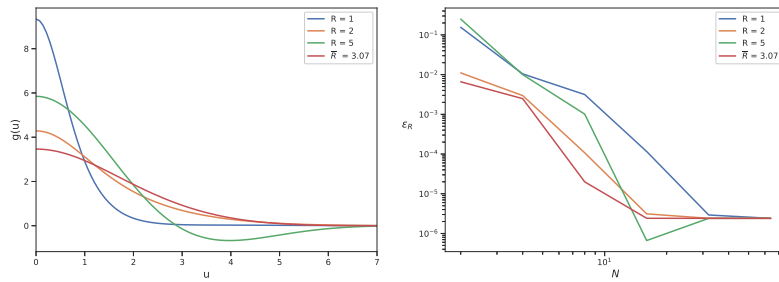 R = 1
R = 2
R = 5
R̅ = 3.07
g(u)
8
6
4
2
0
0 1 2 3 4 5 6 7
u
R = 1
R = 2
R = 5
R̅ = 3.07
ε_R
10⁻¹
10⁻²
10⁻³
10⁻⁴
10⁻⁵
10⁻⁶
10¹
N